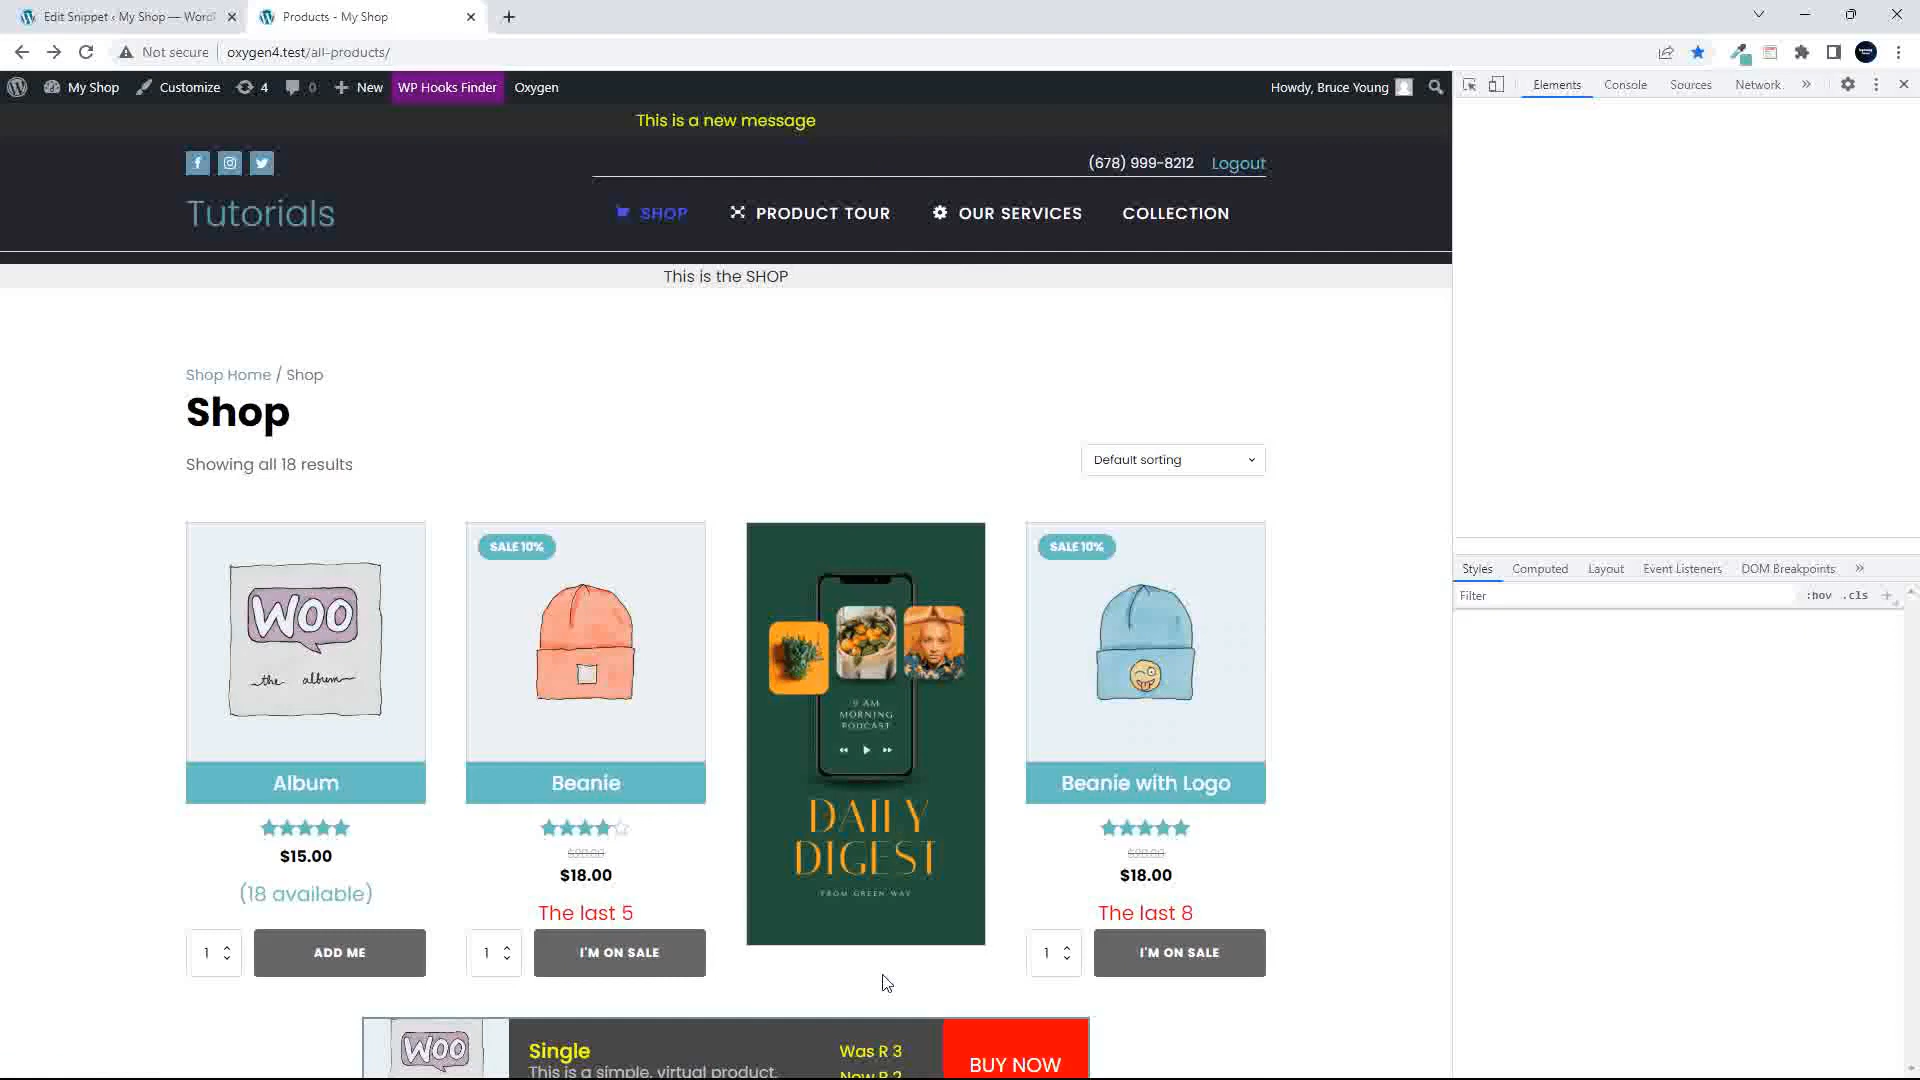 Edit Snippet ‹ My Shop — Word
Products - My Shop
Not secure
oxygen4.test/all-products/
My Shop
Customize
4
0
New
WP Hooks Finder
Oxygen
Howdy, Bruce Young
Elements
Console
Sources
Network
This is a new message
(678) 999-8212
Logout
Tutorials
SHOP
PRODUCT TOUR
OUR SERVICES
COLLECTION
This is the SHOP
Shop Home / Shop
Shop
Showing all 18 results
Default sorting
SALE 10%
SALE 10%
WOO
the album
9 AM
MORNING
PODCAST
DAILY
DIGEST
FROM GREEN WAY
Album
Beanie
Beanie with Logo
$15.00
$20.00
$18.00
$20.00
$18.00
(18 available)
The last 5
The last 8
1
ADD ME
1
I'M ON SALE
1
I'M ON SALE
WOO
Single
This is a simple, virtual product.
Was R 3
Now R 2
BUY NOW
Styles
Computed
Layout
Event Listeners
DOM Breakpoints
Filter
:hov
.cls